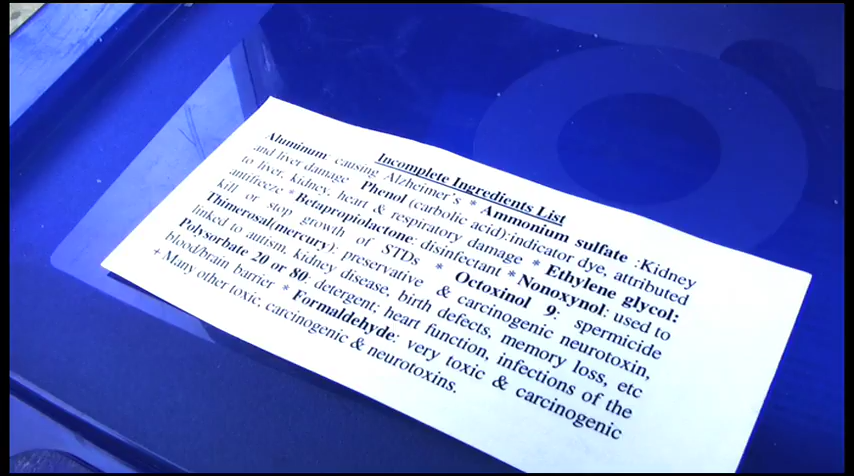 Incomplete Ingredients List
Aluminum: causing Alzheimer's * Ammonium sulfate :Kidney
and liver damage Phenol (carbolic acid):indicator dye, attributed
to liver, kidney, heart & respiratory damage * Ethylene glycol:
antifreeze *Betapropiolactone: disinfectant *Nonoxynol: used to
kill or stop growth of STDs * Octoxinol 9: spermicide
Thimerosal(mercury): preservative & carcinogenic neurotoxin,
linked to autism, kidney disease, birth defects, memory loss, etc
Polysorbate 20 or 80: detergent; heart function, infections of the
blood/brain barrier * Formaldehyde: very toxic & carcinogenic
+ Many other toxic, carcinogenic & neurotoxins.